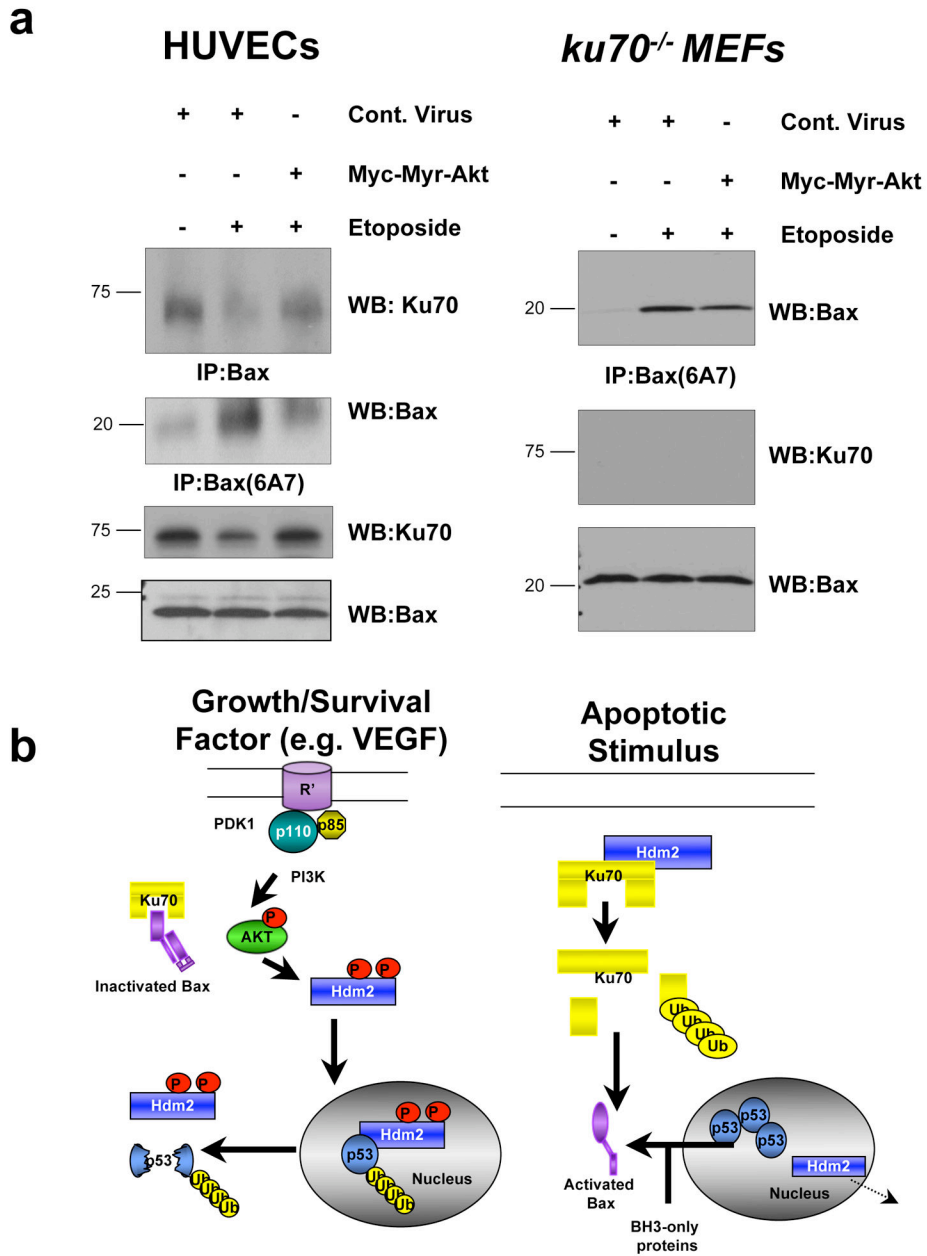 a
HUVECs
+ + - Cont. Virus
- - + Myc-Myr-Akt
- + + Etoposide
75
WB: Ku70
IP:Bax
20
WB:Bax
IP:Bax(6A7)
75
WB:Ku70
25
WB:Bax
ku70-/- MEFs
+ + - Cont. Virus
- - + Myc-Myr-Akt
- + + Etoposide
20
WB:Bax
IP:Bax(6A7)
75
WB:Ku70
20
WB:Bax
b
Growth/Survival
Factor (e.g. VEGF)
R'
PDK1
p110
p85
PI3K
Ku70
Inactivated Bax
P
AKT
P P
Hdm2
P P
Hdm2
p53
Ub
Ub
Ub
Ub
P P
Hdm2
p53
Nucleus
Ub
Ub
Ub
Ub
Apoptotic
Stimulus
Hdm2
Ku70
Ku70
Ub
Ub
Ub
Ub
p53
p53
p53
Hdm2
Nucleus
Activated
Bax
BH3-only
proteins